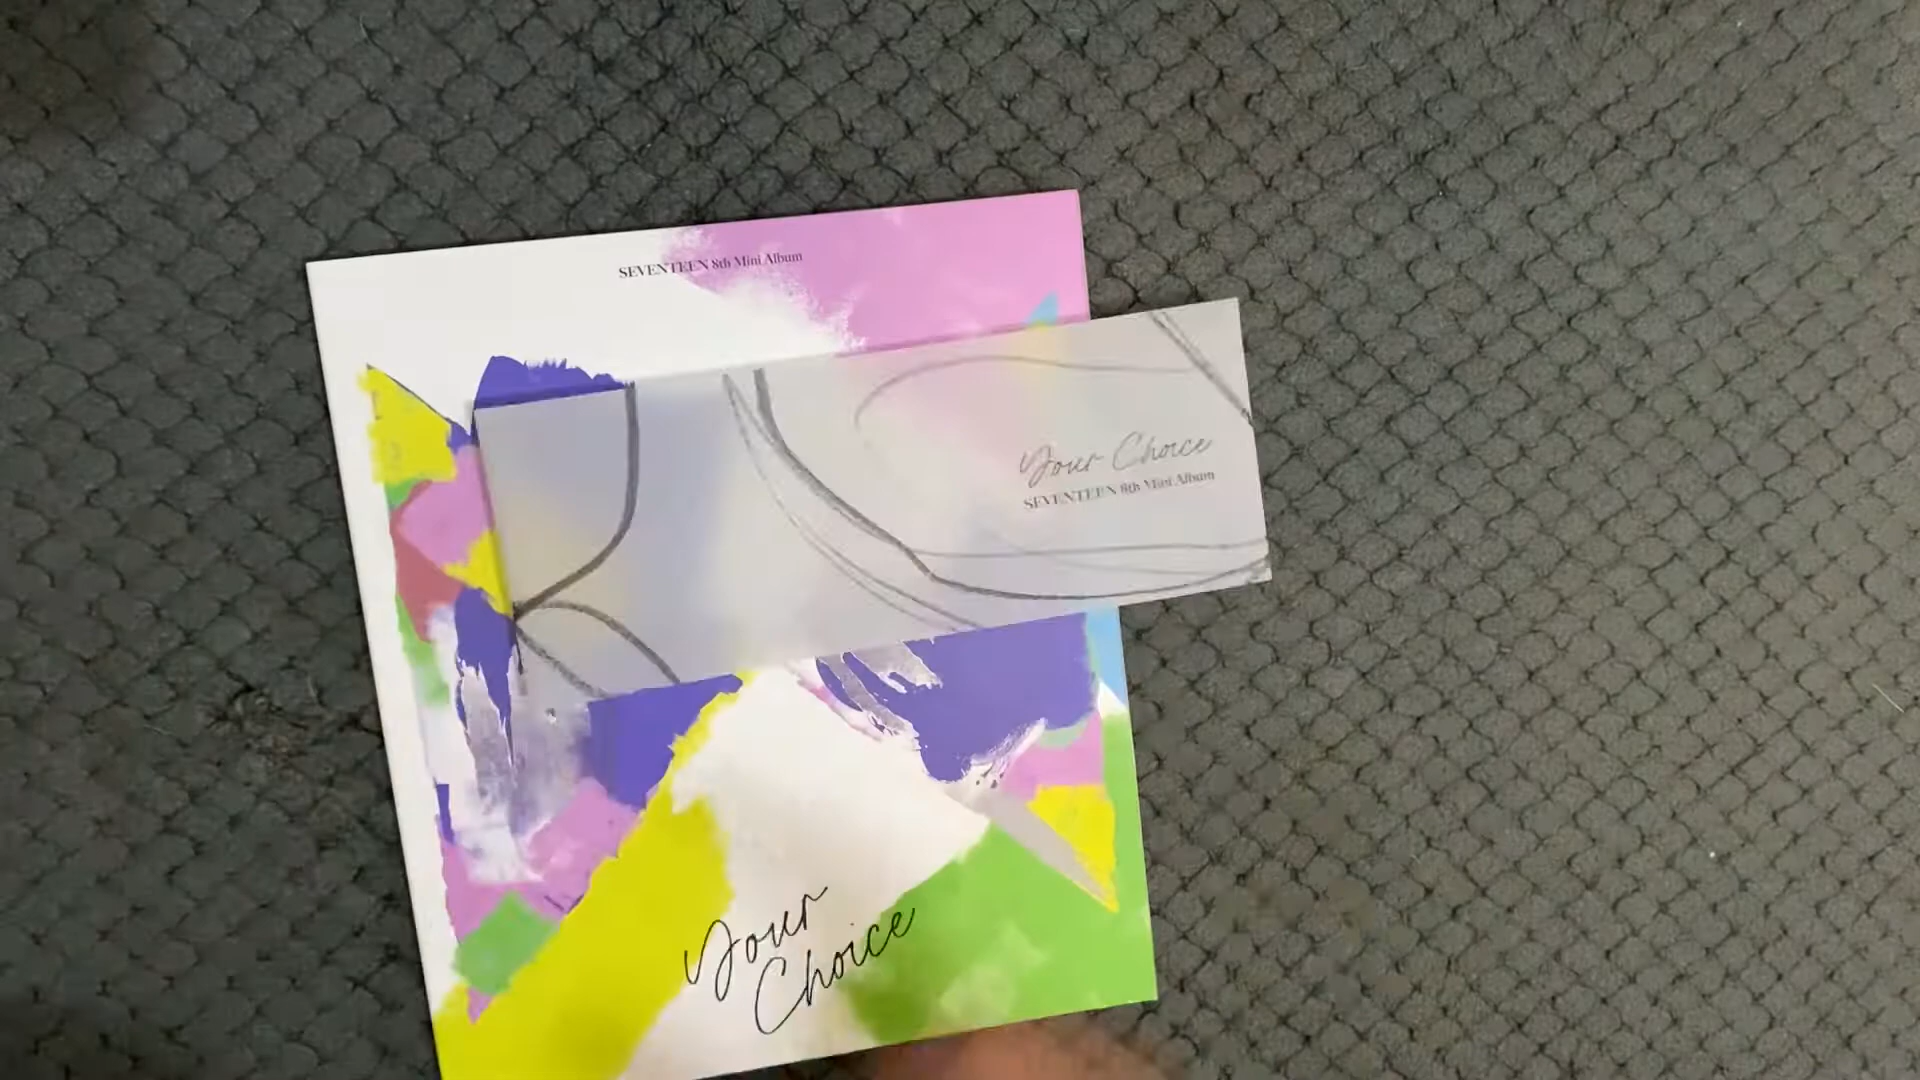 SEVENTEEN 8th Mini Album
Your Choice
SEVENTEEN 8th Mini Album
Your
Choice